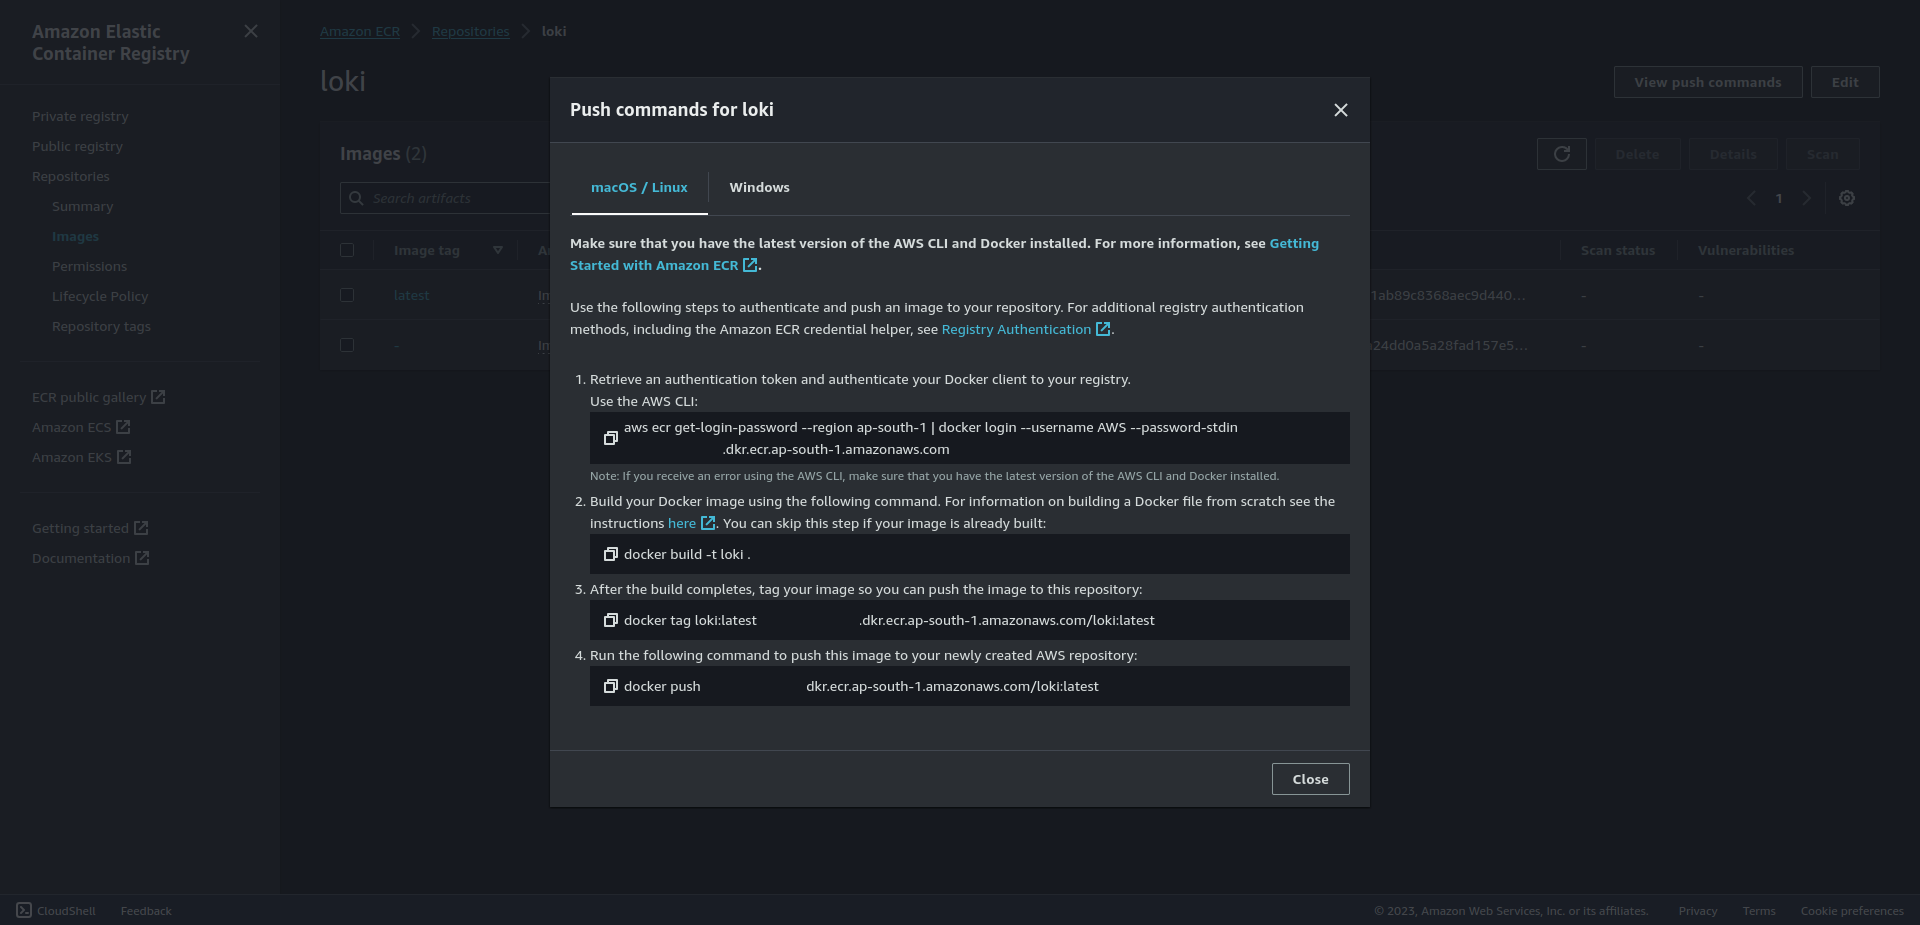 Amazon Elastic
Container Registry
Private registry
Public registry
Repositories
Summary
Images
Permissions
Lifecycle Policy
Repository tags
ECR public gallery
Amazon ECS
Amazon EKS
Getting started
Documentation
Amazon ECR Repositories loki
loki
View push commands Edit
Images (2)
Delete Details Scan
Search artifacts
1
Image tag Scan status Vulnerabilities
latest 1ab89c8368aec9d440… - -
- 24dd0a5a28fad157e5… - -
Push commands for loki
macOS / Linux Windows
Make sure that you have the latest version of the AWS CLI and Docker installed. For more information, see Getting
Started with Amazon ECR .
Use the following steps to authenticate and push an image to your repository. For additional registry authentication
methods, including the Amazon ECR credential helper, see Registry Authentication .
1. Retrieve an authentication token and authenticate your Docker client to your registry.
Use the AWS CLI:
aws ecr get-login-password --region ap-south-1 | docker login --username AWS --password-stdin
.dkr.ecr.ap-south-1.amazonaws.com
Note: If you receive an error using the AWS CLI, make sure that you have the latest version of the AWS CLI and Docker installed.
2. Build your Docker image using the following command. For information on building a Docker file from scratch see the
instructions here . You can skip this step if your image is already built:
docker build -t loki .
3. After the build completes, tag your image so you can push the image to this repository:
docker tag loki:latest .dkr.ecr.ap-south-1.amazonaws.com/loki:latest
4. Run the following command to push this image to your newly created AWS repository:
docker push dkr.ecr.ap-south-1.amazonaws.com/loki:latest
Close
CloudShell Feedback © 2023, Amazon Web Services, Inc. or its affiliates. Privacy Terms Cookie preferences